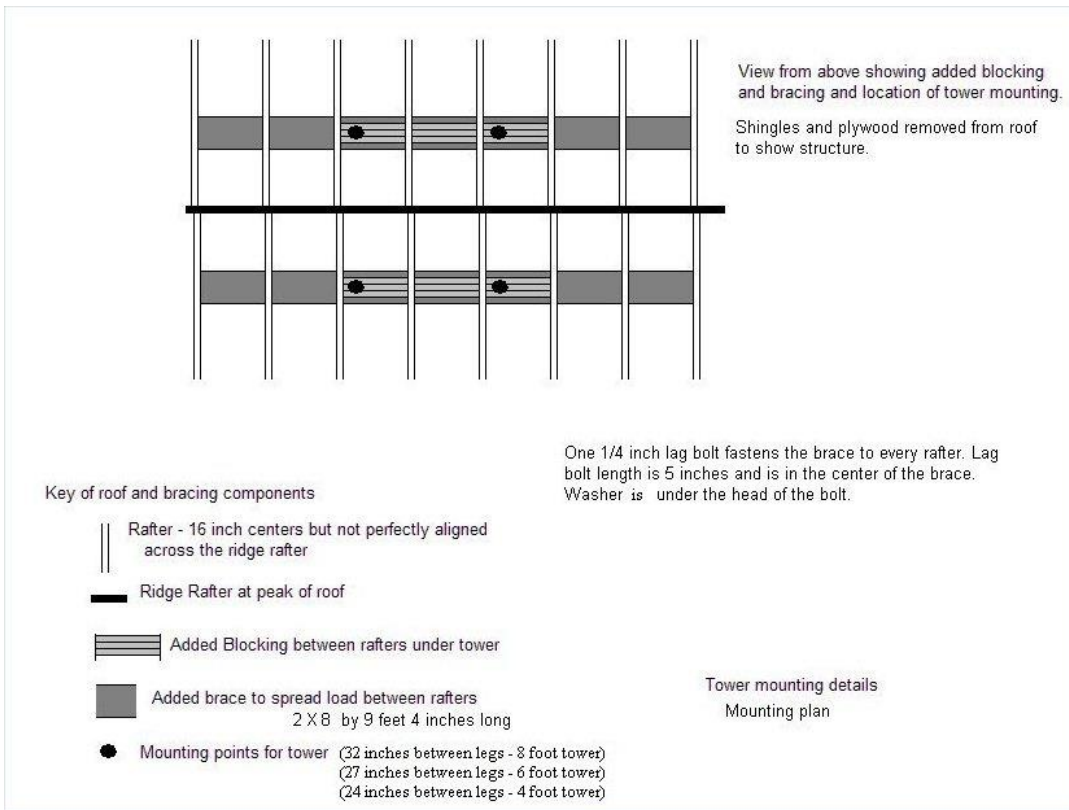 View from above showing added blocking
and bracing and location of tower mounting.
Shingles and plywood removed from roof
to show structure.
One 1/4 inch lag bolt fastens the brace to every rafter. Lag
bolt length is 5 inches and is in the center of the brace.
Washer is under the head of the bolt.
Key of roof and bracing components
Rafter - 16 inch centers but not perfectly aligned
across the ridge rafter
Ridge Rafter at peak of roof
Added Blocking between rafters under tower
Added brace to spread load between rafters
2 X 8 by 9 feet 4 inches long
Mounting points for tower (32 inches between legs - 8 foot tower)
(27 inches between legs - 6 foot tower)
(24 inches between legs - 4 foot tower)
Tower mounting details
Mounting plan